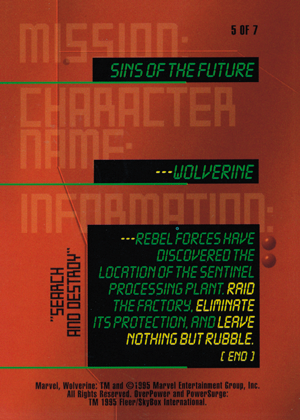 5 OF 7
MISSION:
SINS OF THE FUTURE
CHARACTER
NAME:
---WOLVERINE
INFORMATION:
"SEARCH
AND DESTROY"
---REBEL FORCES HAVE
DISCOVERED THE
LOCATION OF THE SENTINEL
PROCESSING PLANT. RAID
THE FACTORY, ELIMINATE
ITS PROTECTION, AND LEAVE
NOTHING BUT RUBBLE.
( END )
Marvel, Wolverine: TM and ©1995 Marvel Entertainment Group, Inc.
All Rights Reserved. OverPower and PowerSurge:
TM 1995 Fleer/SkyBox International.